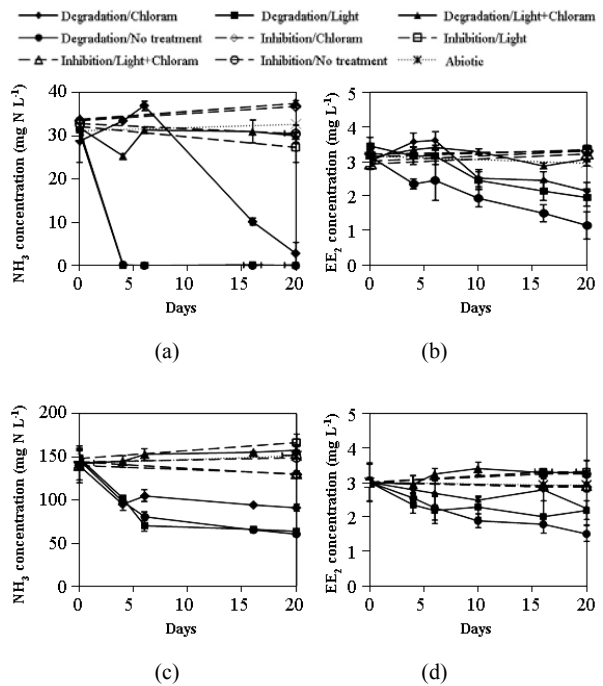 Degradation/Chloram Degradation/Light Degradation/Light+Chloram
Degradation/No treatment Inhibition/Chloram Inhibition/Light
Inhibition/Light+Chloram Inhibition/No treatment Abiotic
NH3 concentration (mg N L-1)
40
30
20
10
0
0 5 10 15 20
Days
(a)
EE2 concentration (mg L-1)
5
4
3
2
1
0
0 5 10 15 20
Days
(b)
NH3 concentration (mg N L-1)
200
150
100
50
0
0 5 10 15 20
Days
(c)
EE2 concentration (mg L-1)
5
4
3
2
1
0
0 5 10 15 20
Days
(d)